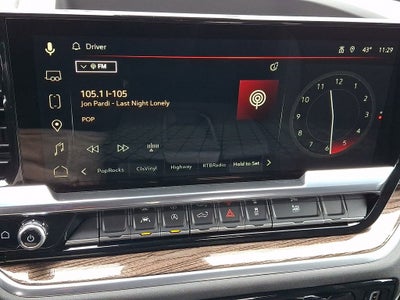 Driver
43° 11:29
FM
105.1 I-105
Jon Pardi - Last Night Lonely
POP
PopRocks ClsVinyl Highway RTBRadio Hold to Set
12
11 1
10 2
9 3
8 4
7 5
6